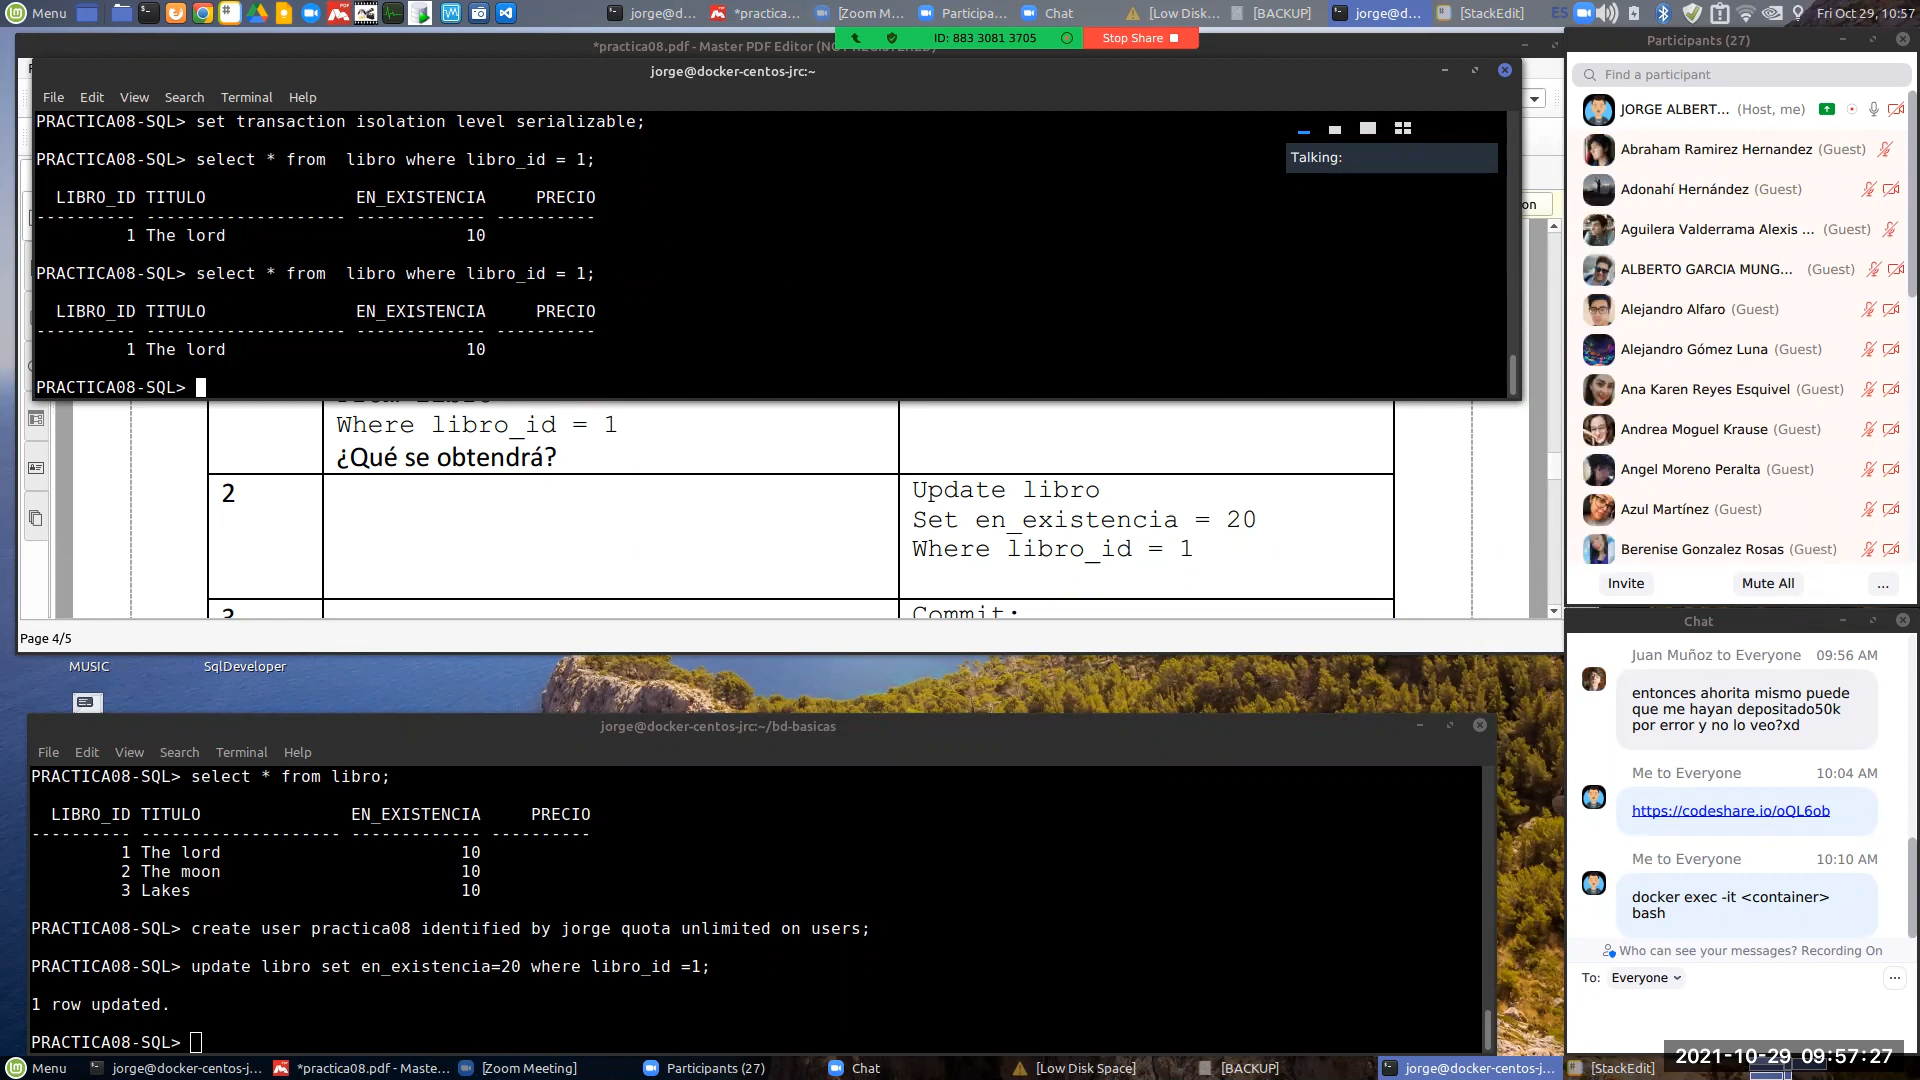 Menu
jorge@d...
*practica...
[Zoom M...
Participa...
Chat
[Low Disk...
[BACKUP]
jorge@d...
[StackEdit]
ES
Fri Oct 29, 10:57
*practica08.pdf - Master PDF Editor
ID: 883 3081 3705
Stop Share
jorge@docker-centos-jrc:~
File Edit View Search Terminal Help
PRACTICA08-SQL> set transaction isolation level serializable;
PRACTICA08-SQL> select * from  libro where libro_id = 1;
LIBRO_ID TITULO EN_EXISTENCIA PRECIO
---------- -------------------- ------------- ----------
1 The lord 10
PRACTICA08-SQL> select * from  libro where libro_id = 1;
LIBRO_ID TITULO EN_EXISTENCIA PRECIO
---------- -------------------- ------------- ----------
1 The lord 10
PRACTICA08-SQL>
Talking:
on
Where libro_id = 1
¿Qué se obtendrá?
2
Update libro
Set en_existencia = 20
Where libro_id = 1
3
Commit;
Page 4/5
MUSIC
SqlDeveloper
jorge@docker-centos-jrc:~/bd-basicas
File Edit View Search Terminal Help
PRACTICA08-SQL> select * from libro;
LIBRO_ID TITULO EN_EXISTENCIA PRECIO
---------- -------------------- ------------- ----------
1 The lord 10
2 The moon 10
3 Lakes 10
PRACTICA08-SQL> create user practica08 identified by jorge quota unlimited on users;
PRACTICA08-SQL> update libro set en_existencia=20 where libro_id =1;
1 row updated.
PRACTICA08-SQL>
Participants (27)
Find a participant
JORGE ALBERT... (Host, me)
Abraham Ramirez Hernandez (Guest)
Adonahí Hernández (Guest)
Aguilera Valderrama Alexis ... (Guest)
ALBERTO GARCIA MUNG... (Guest)
Alejandro Alfaro (Guest)
Alejandro Gómez Luna (Guest)
Ana Karen Reyes Esquivel (Guest)
Andrea Moguel Krause (Guest)
Angel Moreno Peralta (Guest)
Azul Martínez (Guest)
Berenise Gonzalez Rosas (Guest)
Invite
Mute All
...
Chat
Juan Muñoz to Everyone 09:56 AM
entonces ahorita mismo puede
que me hayan depositado50k
por error y no lo veo?xd
Me to Everyone 10:04 AM
https://codeshare.io/oQL6ob
Me to Everyone 10:10 AM
docker exec -it <container>
bash
Who can see your messages? Recording On
To: Everyone
...
2021-10-29 09:57:27
Menu
jorge@docker-centos-j...
*practica08.pdf - Maste...
[Zoom Meeting]
Participants (27)
Chat
[Low Disk Space]
[BACKUP]
jorge@docker-centos-j...
[StackEdit]